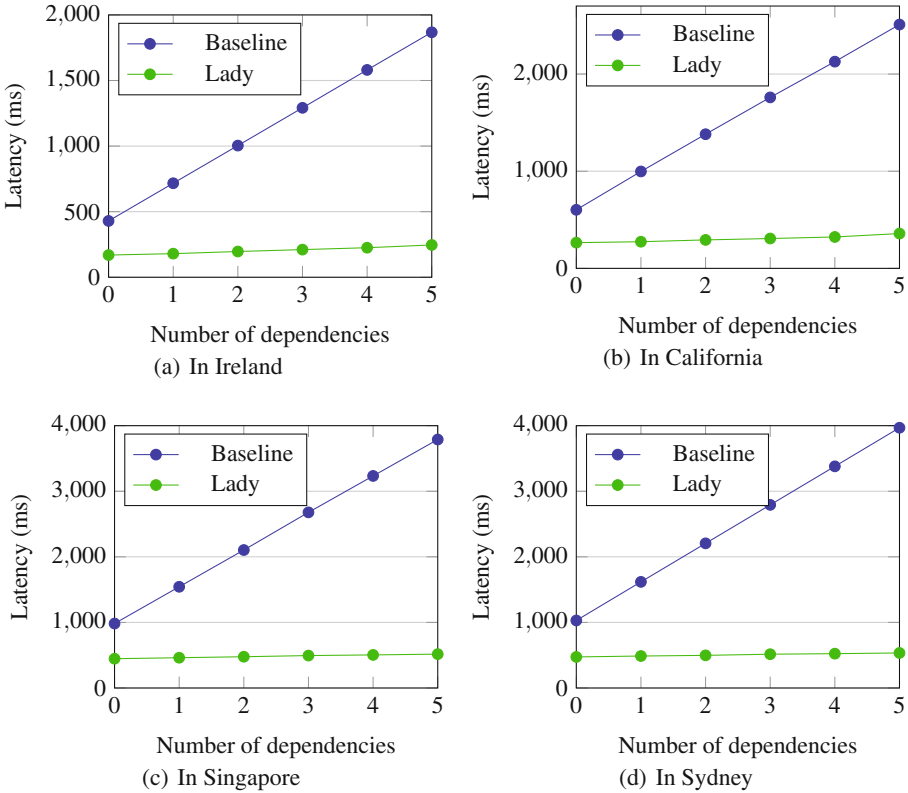 2,000
1,500
1,000
500
0
Latency (ms)
Baseline
Lady
0 1 2 3 4 5
Number of dependencies
(a) In Ireland
2,000
1,000
0
Latency (ms)
Baseline
Lady
0 1 2 3 4 5
Number of dependencies
(b) In California
4,000
3,000
2,000
1,000
0
Latency (ms)
Baseline
Lady
0 1 2 3 4 5
Number of dependencies
(c) In Singapore
4,000
3,000
2,000
1,000
0
Latency (ms)
Baseline
Lady
0 1 2 3 4 5
Number of dependencies
(d) In Sydney